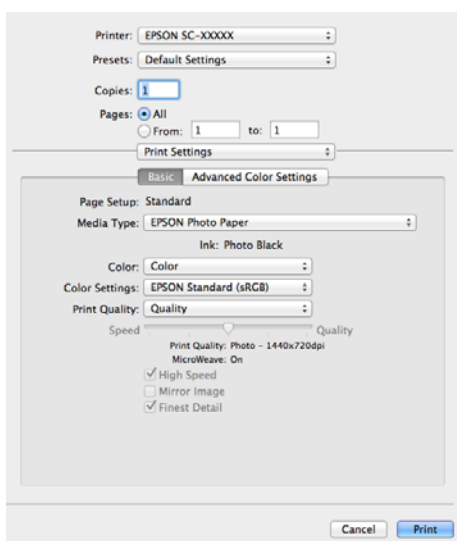 Printer: EPSON SC-XXXXX
Presets: Default Settings
Copies: 1
Pages: All
From: 1 to: 1
Print Settings
Basic Advanced Color Settings
Page Setup: Standard
Media Type: EPSON Photo Paper
Ink: Photo Black
Color: Color
Color Settings: EPSON Standard (sRGB)
Print Quality: Quality
Speed Quality
Print Quality: Photo - 1440x720dpi
MicroWeave: On
High Speed
Mirror Image
Finest Detail
Cancel Print